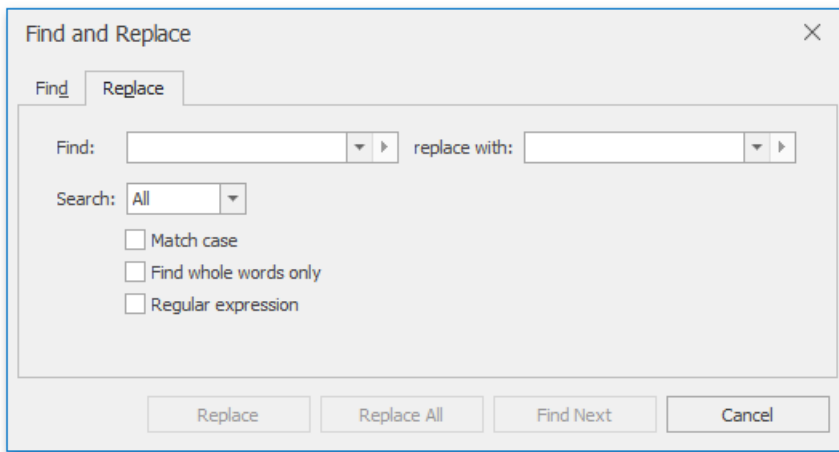 Find and Replace
Find Replace
Find: replace with:
Search: All
Match case
Find whole words only
Regular expression
Replace Replace All Find Next Cancel